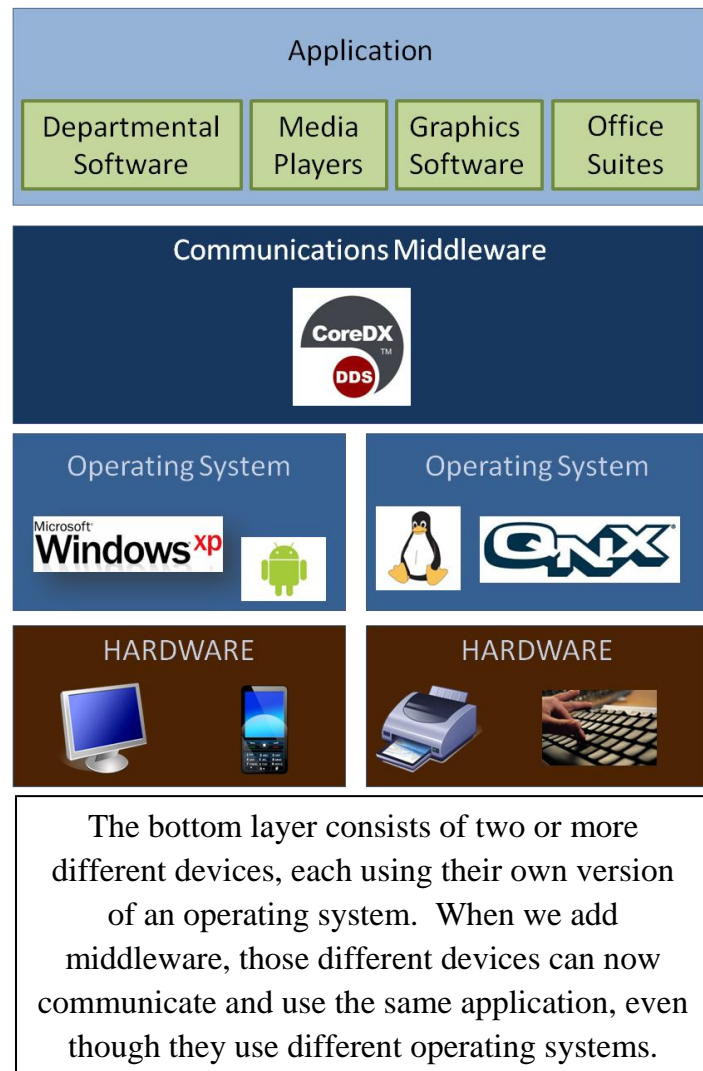 Application
Departmental Software
Media Players
Graphics Software
Office Suites
Communications Middleware
CoreDX
TM
DDS
Operating System
Microsoft
Windows xp
Operating System
QNX
HARDWARE
HARDWARE
The bottom layer consists of two or more
different devices, each using their own version
of an operating system.  When we add
middleware, those different devices can now
communicate and use the same application, even
though they use different operating systems.